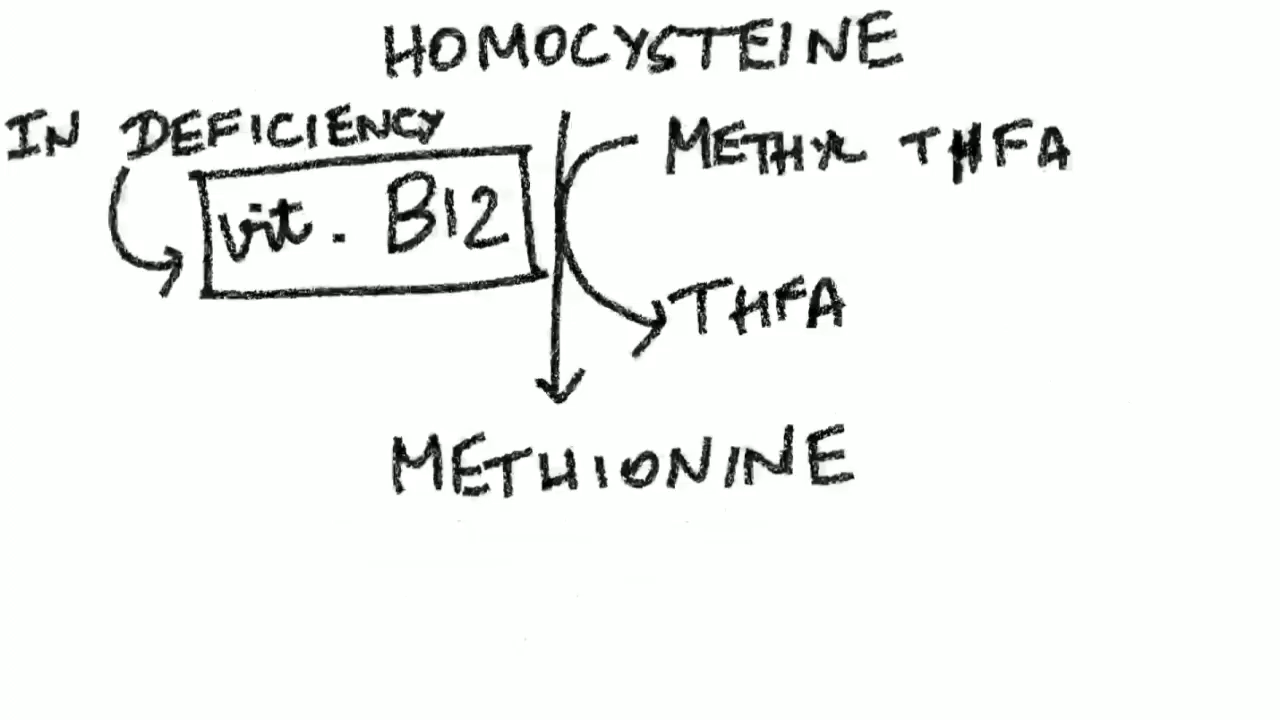 HOMOCYSTEINE
IN DEFICIENCY
METHYL THFA
vit. B12
THFA
METHIONINE